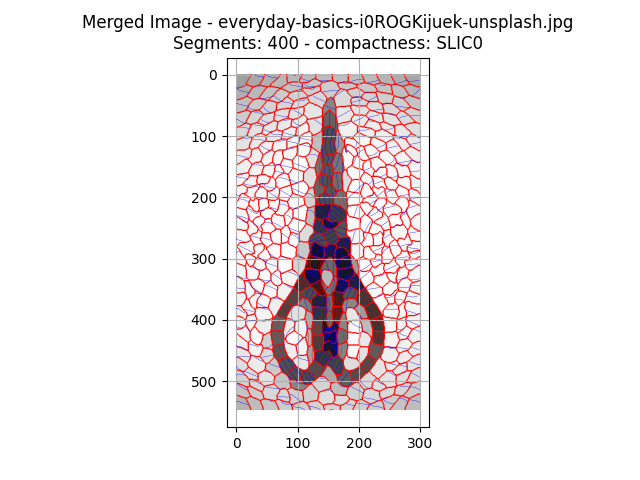 Merged Image - everyday-basics-i0ROGKijuek-unsplash.jpg
Segments: 400 - compactness: SLIC0
0
100
200
300
400
500
0 100 200 300